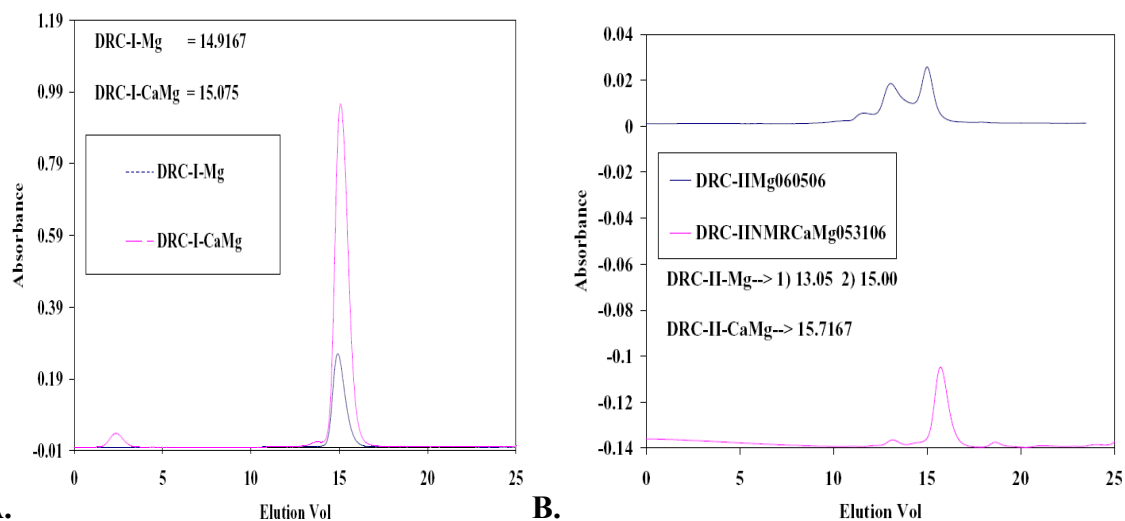 1.19
0.99
0.79
0.59
0.39
0.19
-0.01
Absorbance
DRC-I-Mg = 14.9167
DRC-I-CaMg = 15.075
DRC-I-Mg
DRC-I-CaMg
0 5 10 15 20 25
Elution Vol
B.
0.04
0.02
0
-0.02
-0.04
-0.06
-0.08
-0.1
-0.12
-0.14
Absorbance
DRC-IIMg060506
DRC-IINMRCaMg053106
DRC-II-Mg--> 1) 13.05 2) 15.00
DRC-II-CaMg--> 15.7167
0 5 10 15 20 25
Elution Vol